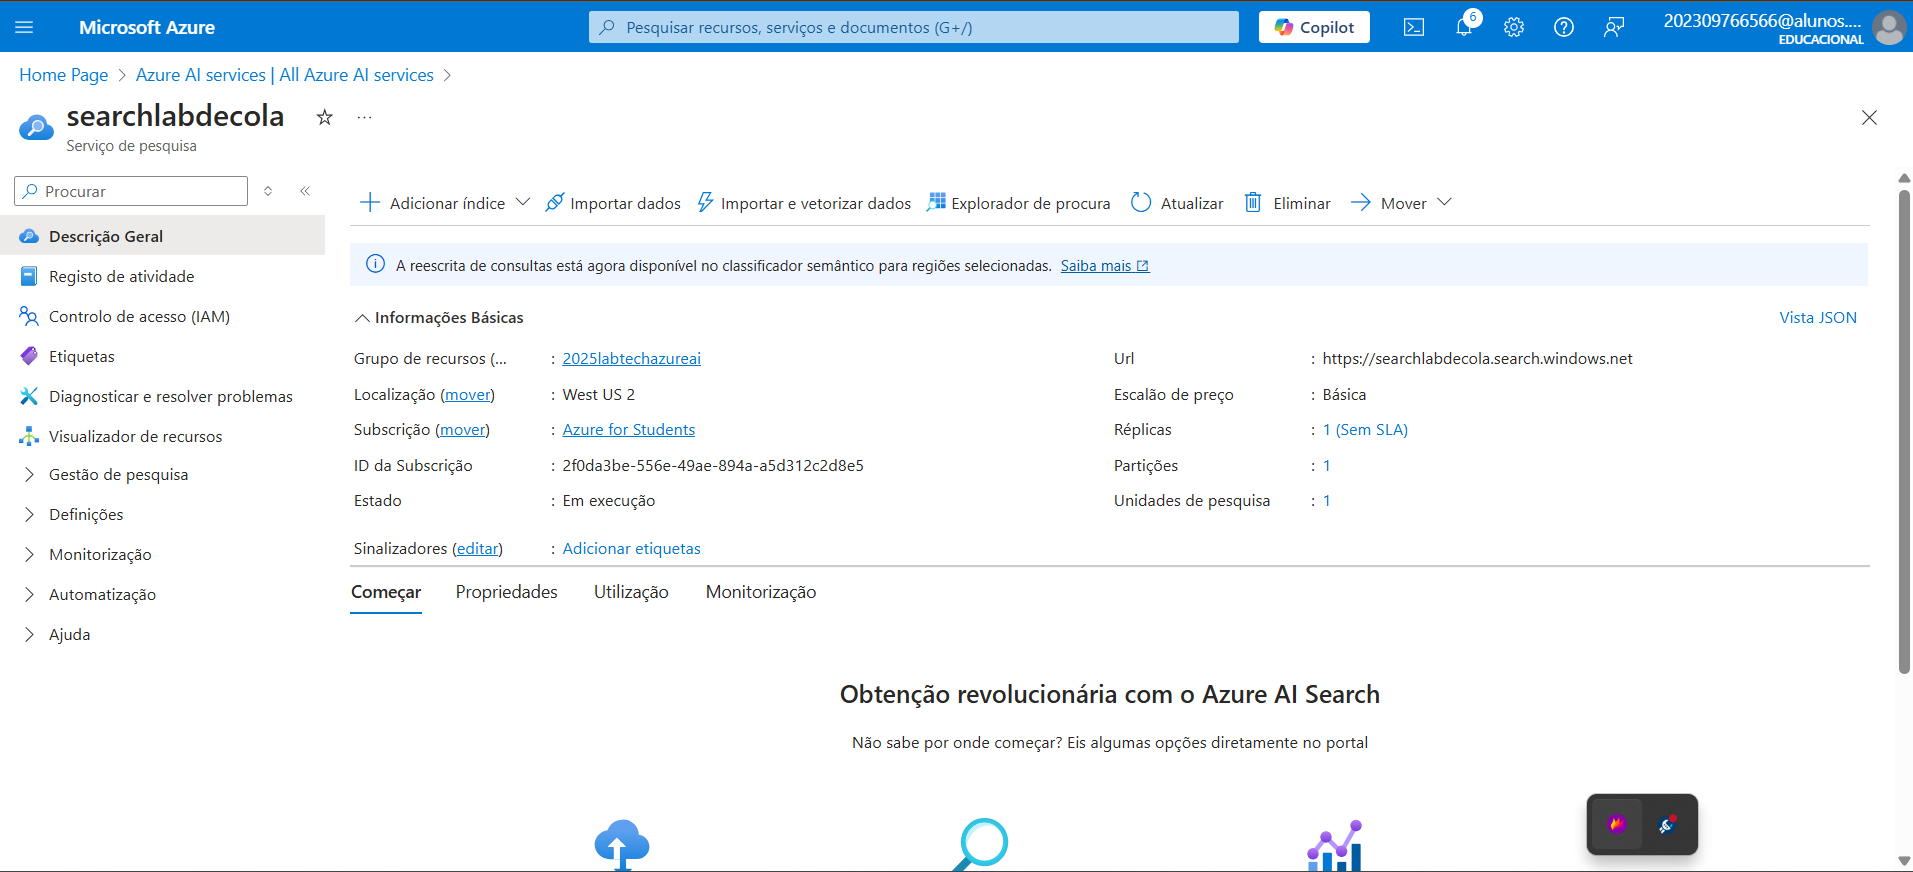 Microsoft Azure
Pesquisar recursos, serviços e documentos (G+/)
Copilot
6
202309766566@alunos....
EDUCACIONAL
Home Page > Azure AI services | All Azure AI services >
searchlabdecola
...
Serviço de pesquisa
Procurar
Descrição Geral
Registo de atividade
Controlo de acesso (IAM)
Etiquetas
Diagnosticar e resolver problemas
Visualizador de recursos
Gestão de pesquisa
Definições
Monitorização
Automatização
Ajuda
Adicionar índice
Importar dados
Importar e vetorizar dados
Explorador de procura
Atualizar
Eliminar
Mover
A reescrita de consultas está agora disponível no classificador semântico para regiões selecionadas. Saiba mais
Informações Básicas
Vista JSON
Grupo de recursos (... : 2025labtechazureai
Localização (mover) : West US 2
Subscrição (mover) : Azure for Students
ID da Subscrição : 2f0da3be-556e-49ae-894a-a5d312c2d8e5
Estado : Em execução
Url : https://searchlabdecola.search.windows.net
Escalão de preço : Básica
Réplicas : 1 (Sem SLA)
Partições : 1
Unidades de pesquisa : 1
Sinalizadores (editar) : Adicionar etiquetas
Começar
Propriedades
Utilização
Monitorização
Obtenção revolucionária com o Azure AI Search
Não sabe por onde começar? Eis algumas opções diretamente no portal